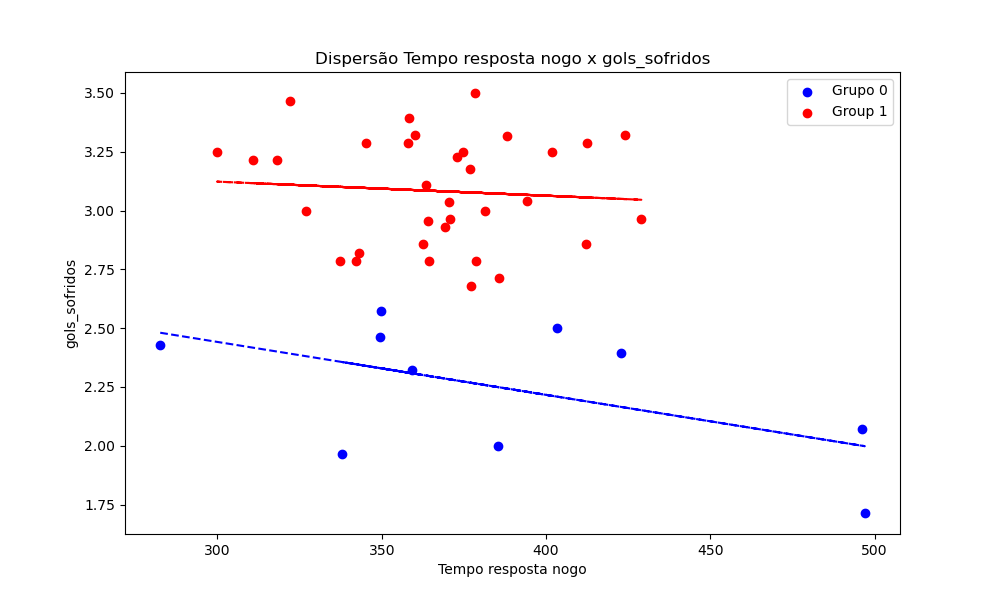 Dispersão Tempo resposta nogo x gols_sofridos
Grupo 0
Group 1
gols_sofridos
3.50
3.25
3.00
2.75
2.50
2.25
2.00
1.75
300
350
400
450
500
Tempo resposta nogo